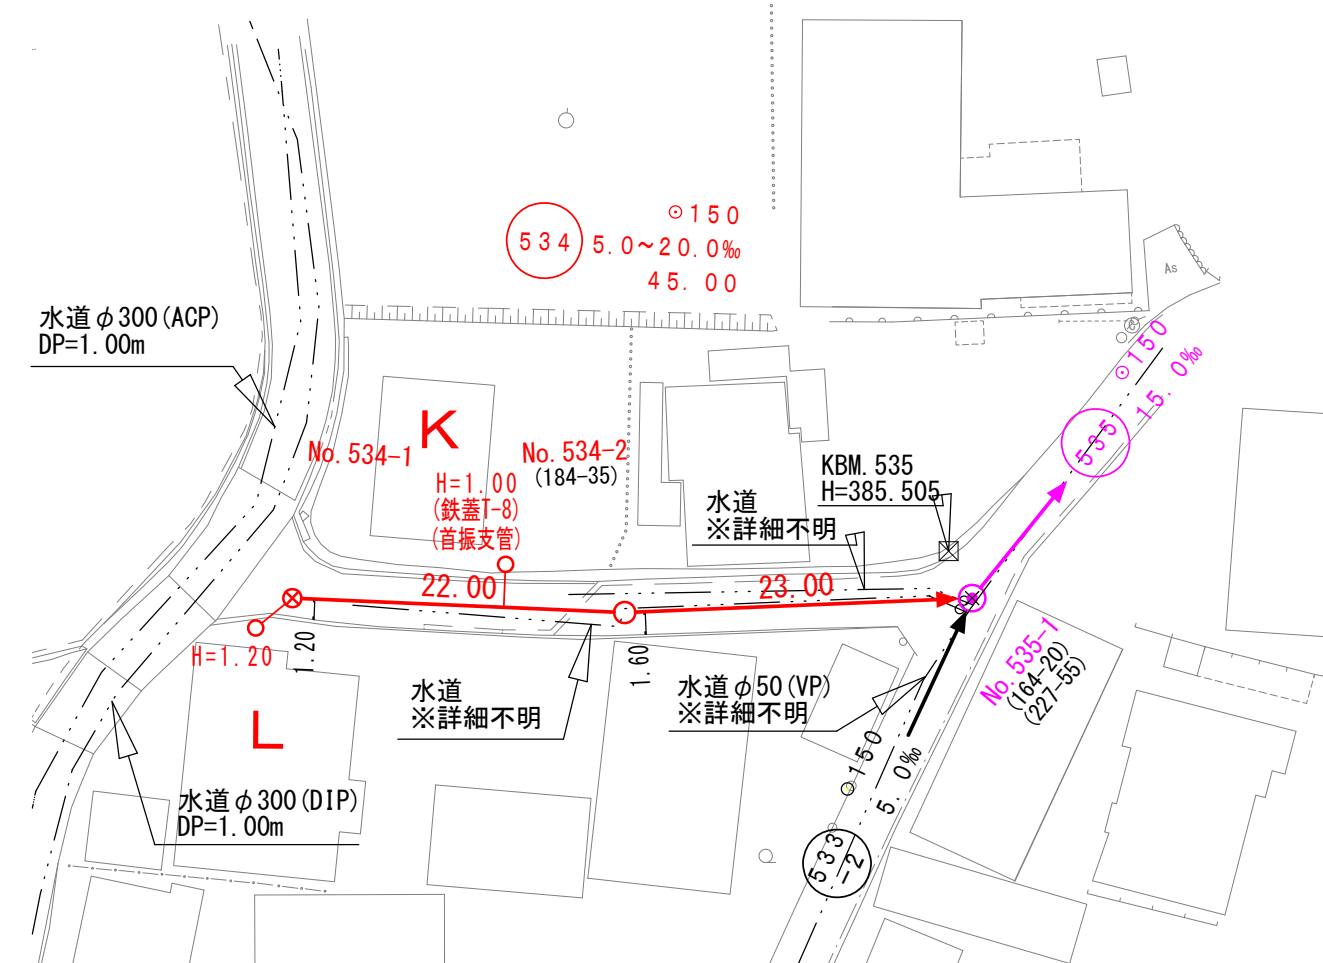 ⊙150
534
5.0~20.0‰
45.00
As
水道φ300(ACP)
DP=1.00m
⊙150
15.0‰
535
K
No.534-1
No.534-2
(184-35)
H=1.00
(鉄蓋T-8)
(首振支管)
KBM.535
H=385.505
水道
※詳細不明
22.00
23.00
1.20
H=1.20
1.60
No.535-1
(164-20)
(227-55)
水道
※詳細不明
水道φ50(VP)
※詳細不明
L
150
5.0‰
水道φ300(DIP)
DP=1.00m
533
-2